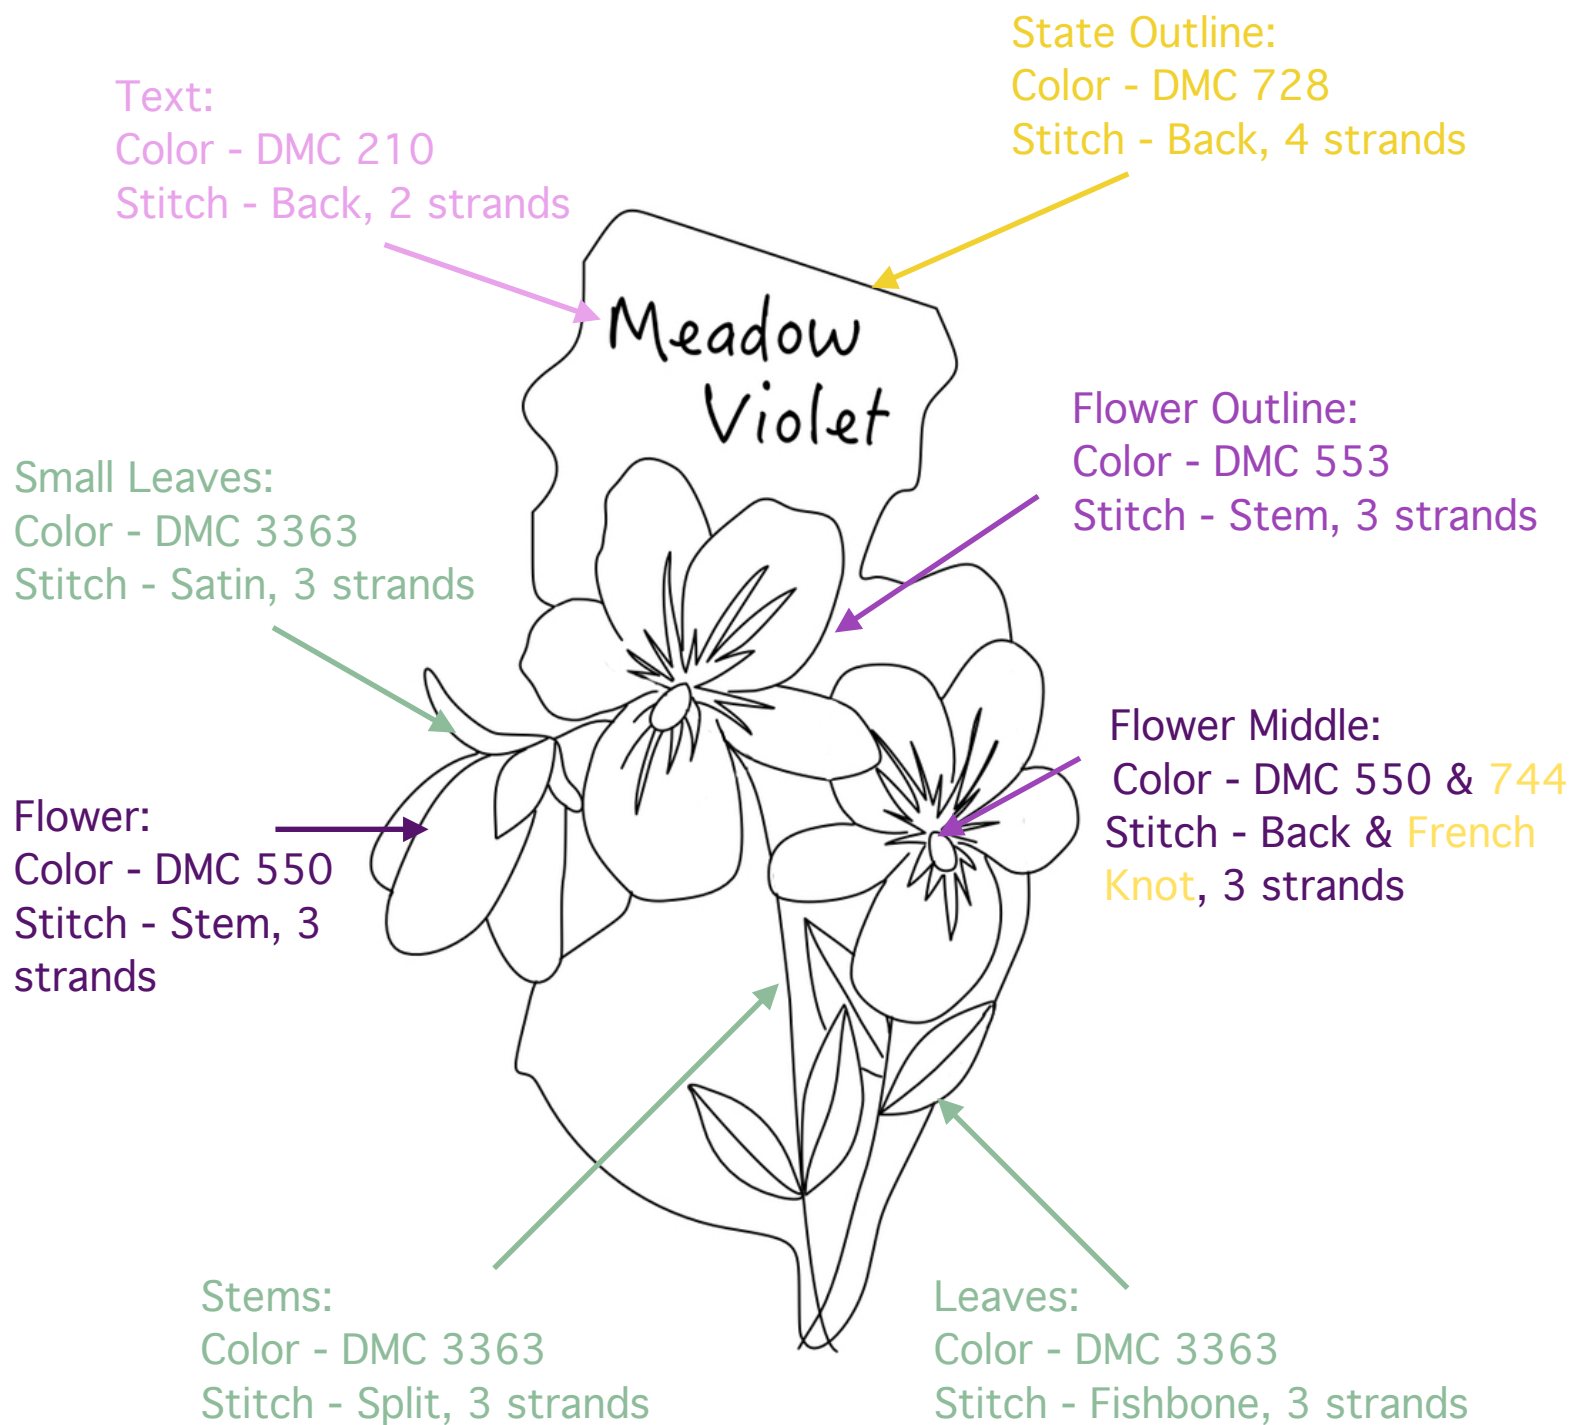 State Outline:
Color - DMC 728
Stitch - Back, 4 strands
Text:
Color - DMC 210
Stitch - Back, 2 strands
Meadow
Violet
Flower Outline:
Color - DMC 553
Stitch - Stem, 3 strands
Small Leaves:
Color - DMC 3363
Stitch - Satin, 3 strands
Flower Middle:
Color - DMC 550 & 744
Stitch - Back & French
Knot, 3 strands
Flower:
Color - DMC 550
Stitch - Stem, 3
strands
Stems:
Color - DMC 3363
Stitch - Split, 3 strands
Leaves:
Color - DMC 3363
Stitch - Fishbone, 3 strands